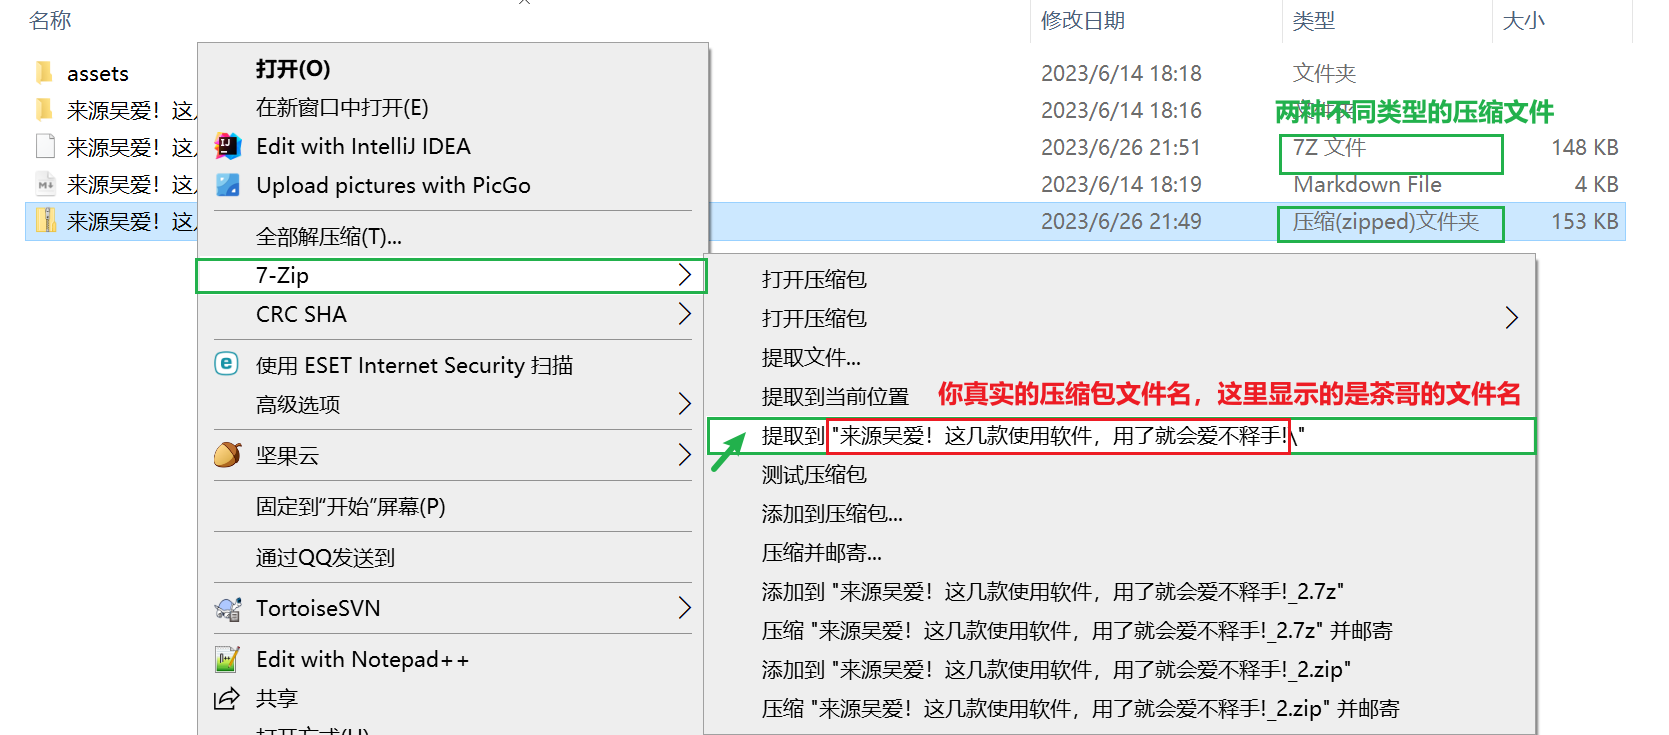 名称 修改日期 类型 大小
assets 2023/6/14 18:18 文件夹
来源吴爱！这 2023/6/14 18:16
两种不同类型的压缩文件
来源吴爱！这 2023/6/26 21:51 7Z 文件 148 KB
来源吴爱！这 2023/6/14 18:19 Markdown File 4 KB
来源吴爱！这 2023/6/26 21:49 压缩(zipped)文件夹 153 KB
打开(O)
在新窗口中打开(E)
Edit with IntelliJ IDEA
Upload pictures with PicGo
全部解压缩(T)...
7-Zip
CRC SHA
使用 ESET Internet Security 扫描
高级选项
坚果云
固定到"开始"屏幕(P)
通过QQ发送到
TortoiseSVN
Edit with Notepad++
共享
打开压缩包
打开压缩包
提取文件...
提取到当前位置
你真实的压缩包文件名，这里显示的是茶哥的文件名
提取到 "来源吴爱！这几款使用软件，用了就会爱不释手!\"
测试压缩包
添加到压缩包...
压缩并邮寄...
添加到 "来源吴爱！这几款使用软件，用了就会爱不释手!_2.7z"
压缩 "来源吴爱！这几款使用软件，用了就会爱不释手!_2.7z" 并邮寄
添加到 "来源吴爱！这几款使用软件，用了就会爱不释手!_2.zip"
压缩 "来源吴爱！这几款使用软件，用了就会爱不释手!_2.zip" 并邮寄